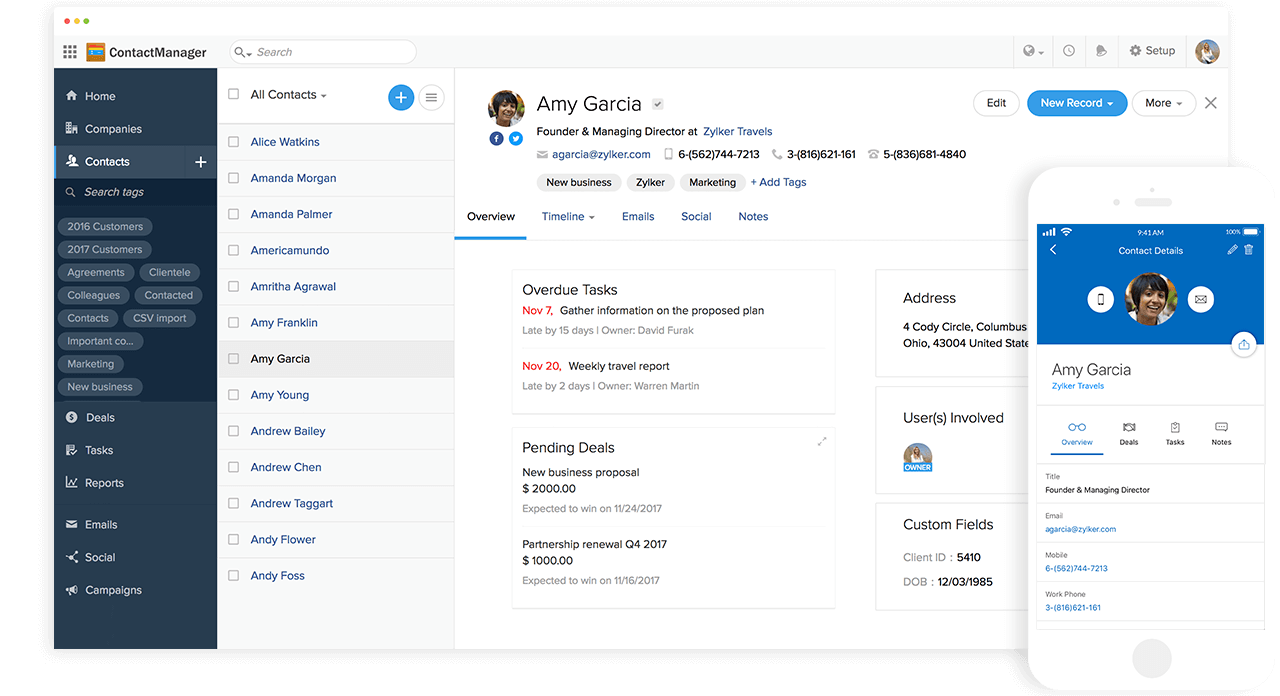 ContactManager
Search
Setup
Home
Companies
Contacts
Search tags
2016 Customers
2017 Customers
Agreements
Clientele
Colleagues
Contacted
Contacts
CSV import
Important co...
Marketing
New business
Deals
Tasks
Reports
Emails
Social
Campaigns
All Contacts
Alice Watkins
Amanda Morgan
Amanda Palmer
Americamundo
Amritha Agrawal
Amy Franklin
Amy Garcia
Amy Young
Andrew Bailey
Andrew Chen
Andrew Taggart
Andy Flower
Andy Foss
Amy Garcia
Edit
New Record
More
Founder & Managing Director at Zylker Travels
agarcia@zylker.com 6-(562)744-7213 3-(816)621-161 5-(836)681-4840
New business Zylker Marketing + Add Tags
Overview Timeline Emails Social Notes
Overdue Tasks
Nov 7, Gather information on the proposed plan
Late by 15 days | Owner: David Furak
Nov 20, Weekly travel report
Late by 2 days | Owner: Warren Martin
Pending Deals
New business proposal
$ 2000.00
Expected to win on 11/24/2017
Partnership renewal Q4 2017
$ 1000.00
Expected to win on 11/16/2017
Address
4 Cody Circle, Columbus
Ohio, 43004 United State
User(s) Involved
OWNER
Custom Fields
Client ID : 5410
DOB : 12/03/1985
9:41 AM 100%
Contact Details
Amy Garcia
Zylker Travels
Overview Deals Tasks Notes
Title
Founder & Managing Director
Email
agarcia@zylker.com
Mobile
6-(562)744-7213
Work Phone
3-(816)621-161